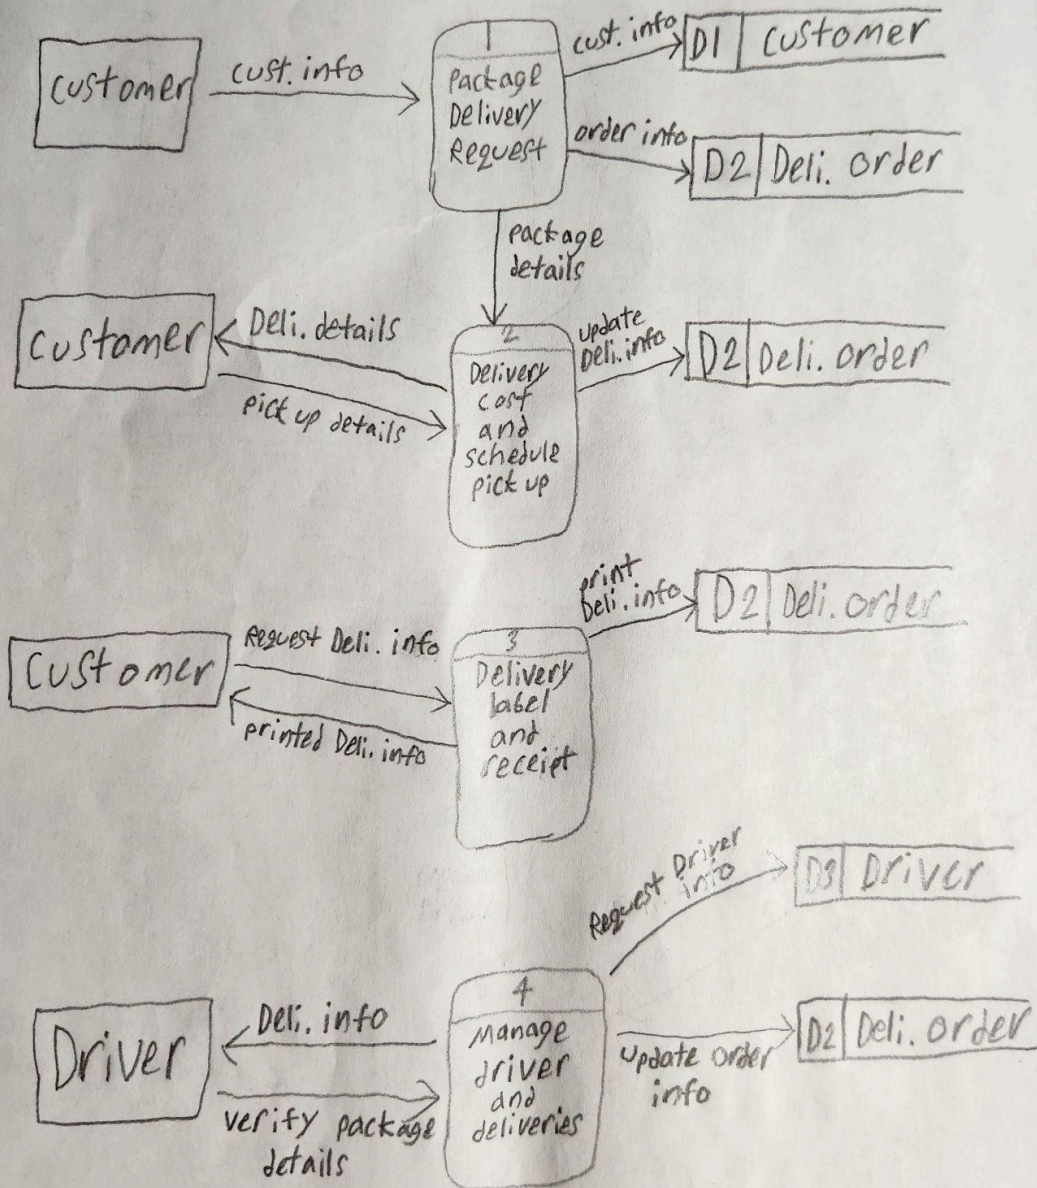 customer
cust.info
1
Package
Delivery
Request
cust.info
D1 customer
order info
D2 Deli. order
package
details
customer
Deli.details
pick up details
2
Delivery
cost
and
schedule
pick up
update
Deli.info
D2 Deli. order
customer
Request Deli. info
printed Deli.info
3
Delivery
label
and
receipt
print
Deli.info
D2 Deli. order
Driver
Deli.info
verify package
details
4
Manage
driver
and
deliveries
Request Driver
info
D3 Driver
update order
info
D2 Deli. order